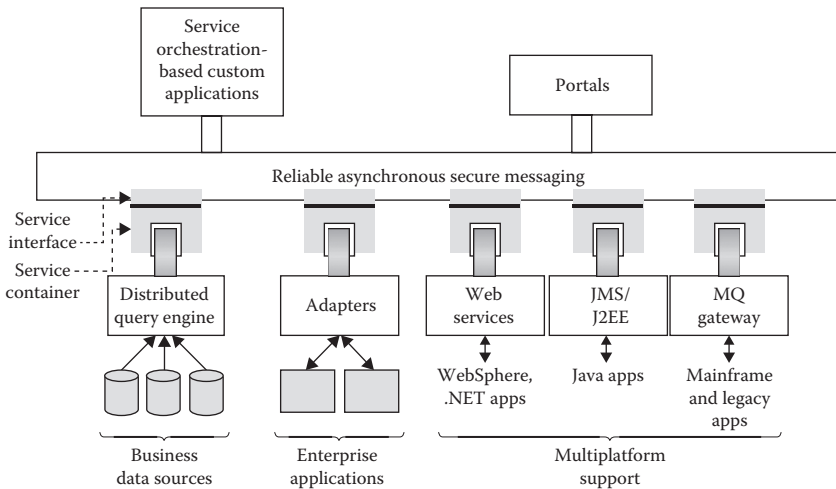 Service
orchestration-
based custom
applications
Portals
Reliable asynchronous secure messaging
Service
interface
Service
container
Distributed
query engine
Adapters
Web
services
JMS/
J2EE
MQ
gateway
WebSphere,
.NET apps
Java apps
Mainframe
and legacy
apps
Business
data sources
Enterprise
applications
Multiplatform
support